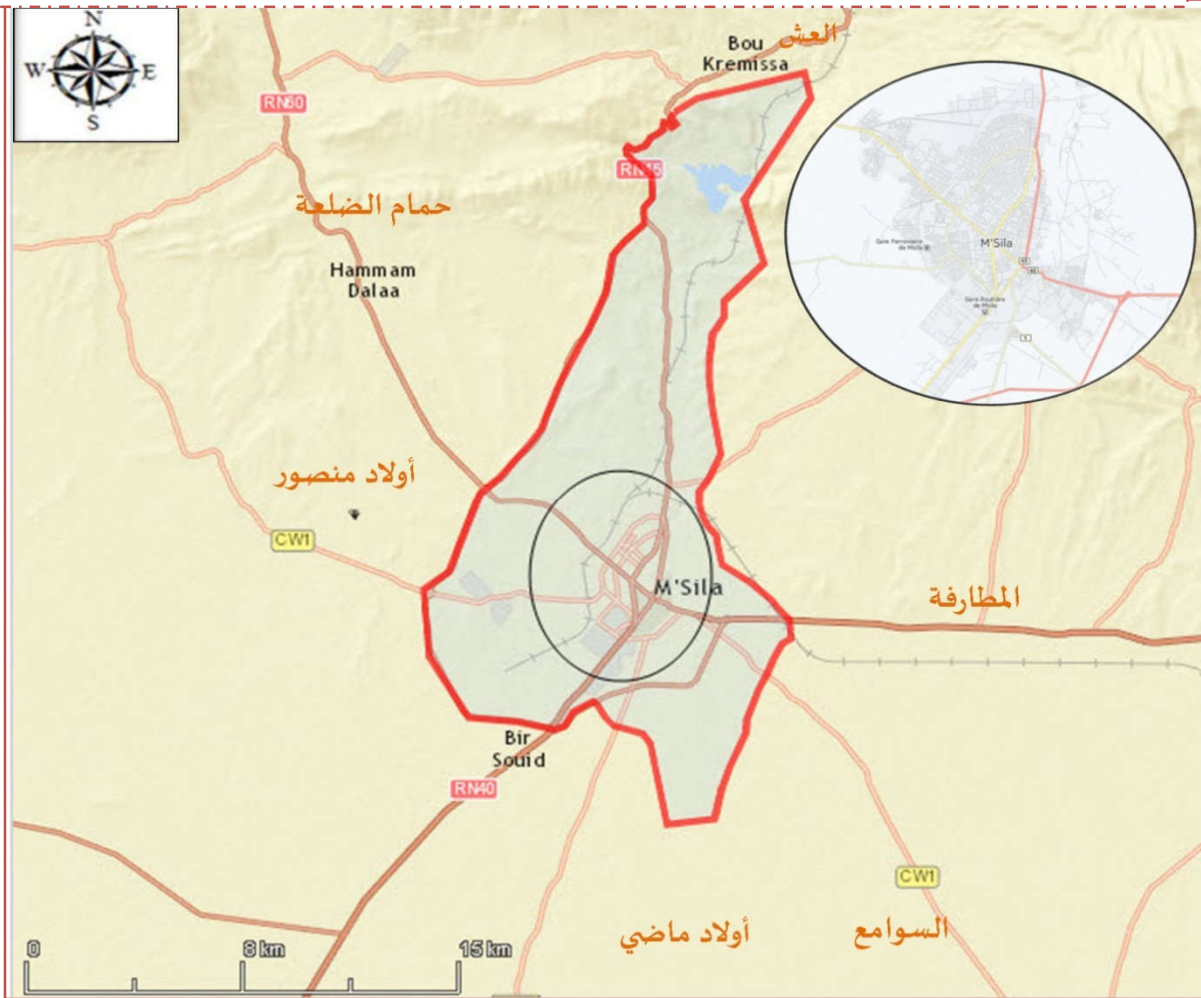 N
W
E
S
العش
Bou
Kremissa
RN60
RN45
حمام الضلعة
Hammam
Dalaa
M'Sila
أولاد منصور
CW1
M'Sila
المطارفة
Bir
Souid
RN40
CW1
أولاد ماضي
السوامع
0
8 km
15 km